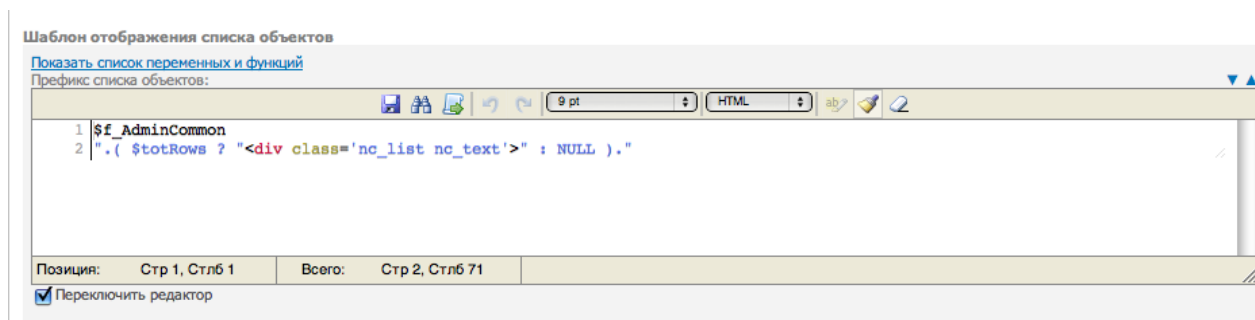 Шаблон отображения списка объектов
Показать список переменных и функций
Префикс списка объектов:
9 pt HTML
1 $f_AdminCommon
2 ".( $totRows ? "<div class='nc_list nc_text'>" : NULL )."
Позиция: Стр 1, Стлб 1 Всего: Стр 2, Стлб 71
Переключить редактор